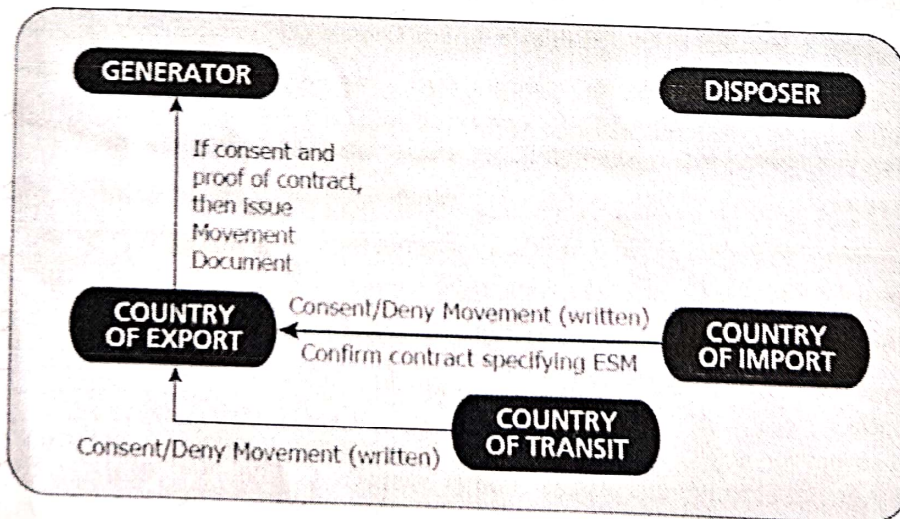 GENERATOR
DISPOSER
If consent and
proof of contract,
then issue
Movement
Document
COUNTRY
OF EXPORT
Consent/Deny Movement (written)
Confirm contract specifying ESM
COUNTRY
OF IMPORT
COUNTRY
OF TRANSIT
Consent/Deny Movement (written)